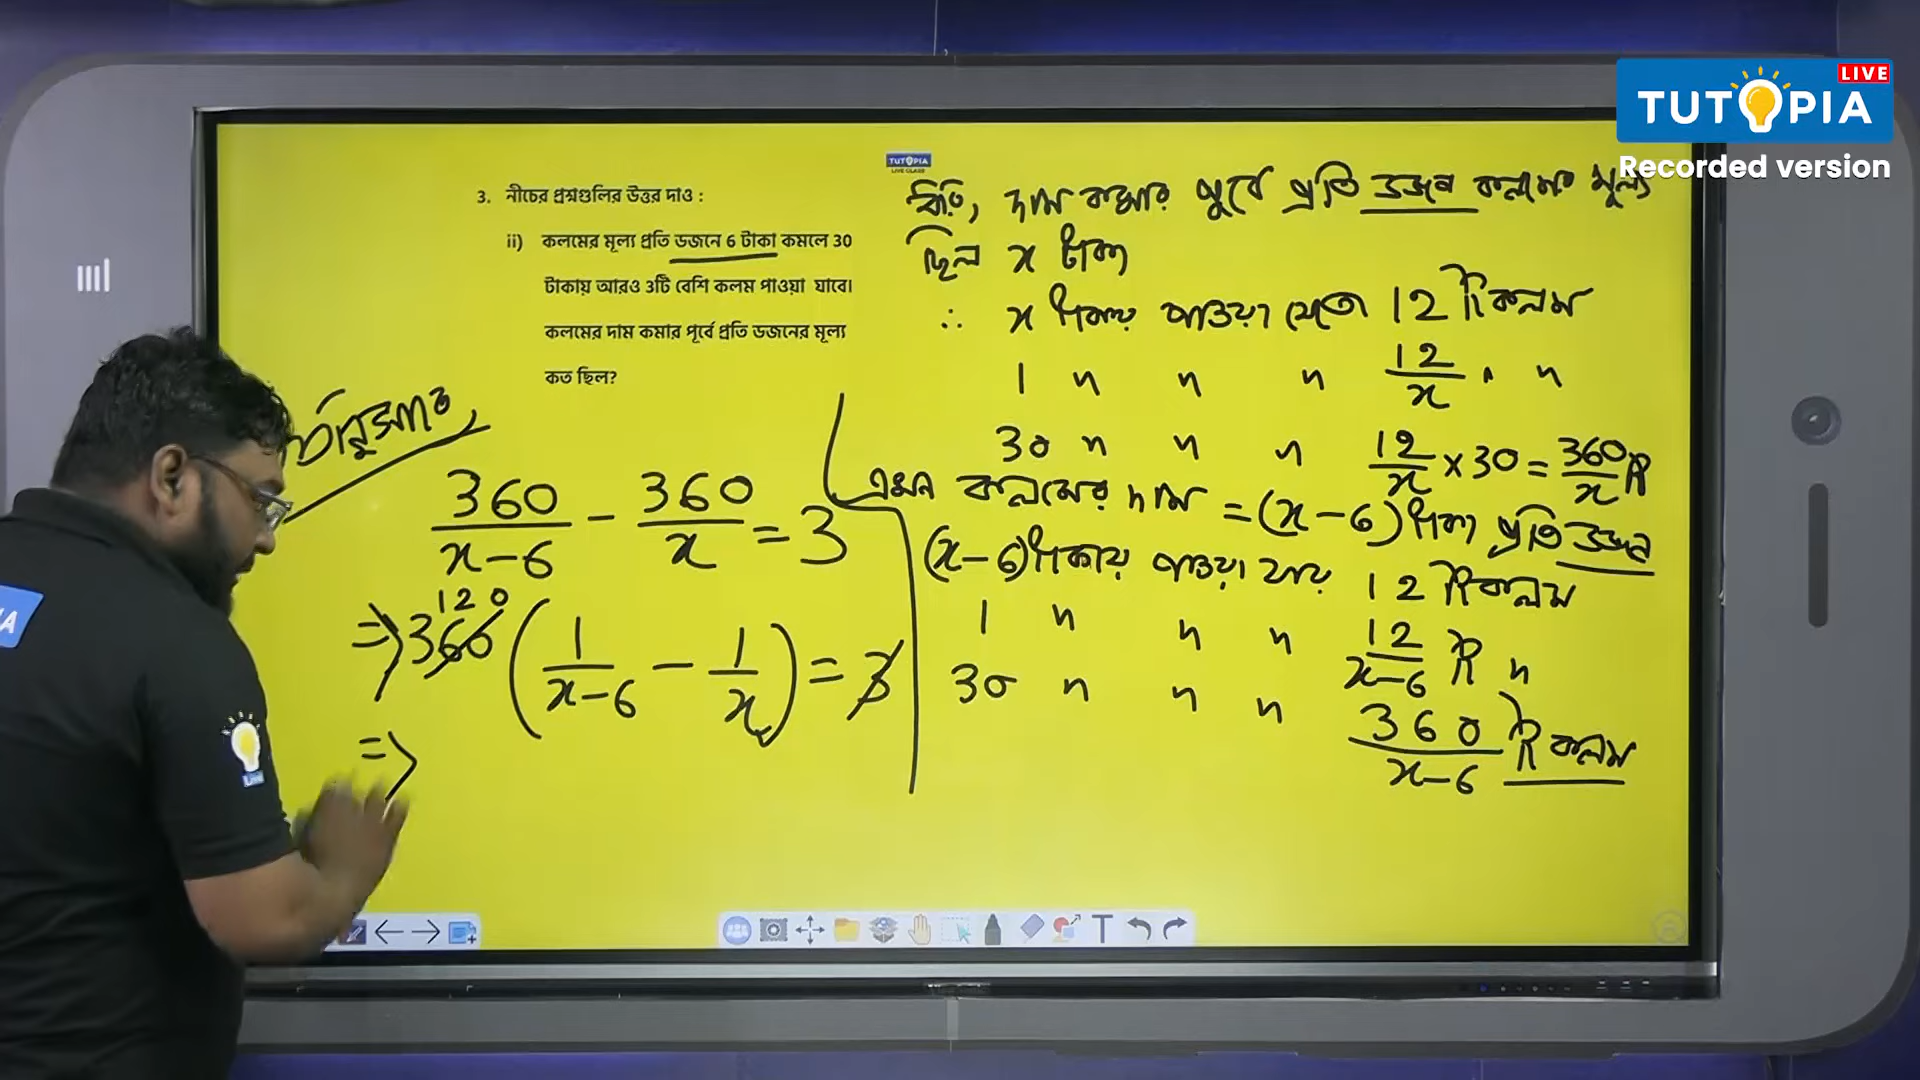 LIVE
TUTOPIA
Recorded version
TUTOPIA
LIVE CLASS
3. নীচের প্রশ্নগুলির উত্তর দাও :
ii) কলমের মূল্য প্রতি ডজনে 6 টাকা কমলে 30
টাকায় আরও 3টি বেশি কলম পাওয়া যাবে।
কলমের দাম কমার পূর্বে প্রতি ডজনের মূল্য
কত ছিল?
ধরি, দাম কমার পূর্বে প্রতি ডজন কলমের মূল্য
ছিল x টাকা
∴ x টাকায় পাওয়া যেতো 12 টি কলম
1 " " " 12/x " "
30 " " " 12/x × 30 = 360/x টি
এখন কলমের দাম = (x-6) টাকা প্রতি ডজন
(x-6) টাকায় পাওয়া যায় 12 টি কলম
1 " " " 12/x-6 টি "
30 " " " 360/x-6 টি কলম
360/x-6 - 360/x = 3
120
=> 360 (1/x-6 - 1/x) = 3
=>
T